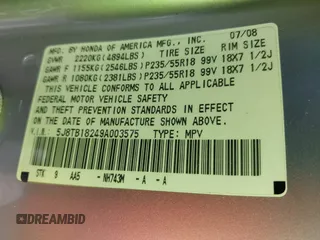 MFD. BY HONDA OF AMERICA MFG., INC. 07/08
GVWR 2220KG(4894LBS) TIRE SIZE RIM SIZE
GAWR F 1155KG(2546LBS)P235/55R18 99V 18X7 1/2J
GAWR R 1080KG(2381LBS)P235/55R18 99V 18X7 1/2J
THIS VEHICLE CONFORMS TO ALL APPLICABLE
FEDERAL MOTOR VEHICLE SAFETY
AND THEFT PREVENTION STANDARDS IN EFFECT
ON THE DATE OF MANUFACTURE SHOWN ABOVE.
V.I.N. 5J8TB18249A003575 TYPE: MPV
STK 9 AA5 - NH743M - A - A
DREAMBID